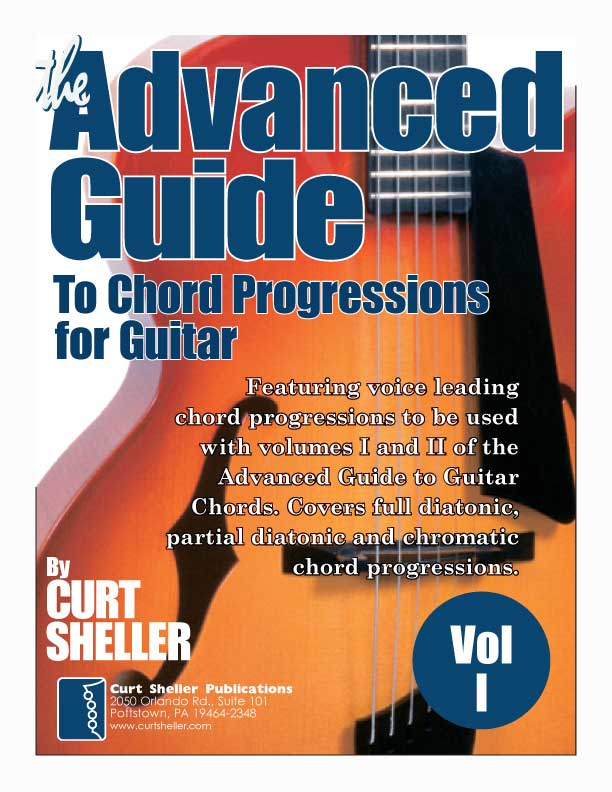 the
Advanced
Guide
To Chord Progressions
for Guitar
Featuring voice leading
chord progressions to be used
with volumes I and II of the
Advanced Guide to Guitar
Chords. Covers full diatonic,
partial diatonic and chromatic
chord progressions.
By
CURT
SHELLER
Vol
I
Curt Sheller Publications
2050 Orlando Rd., Suite 101
Pottstown, PA 19464-2348
www.curtsheller.com